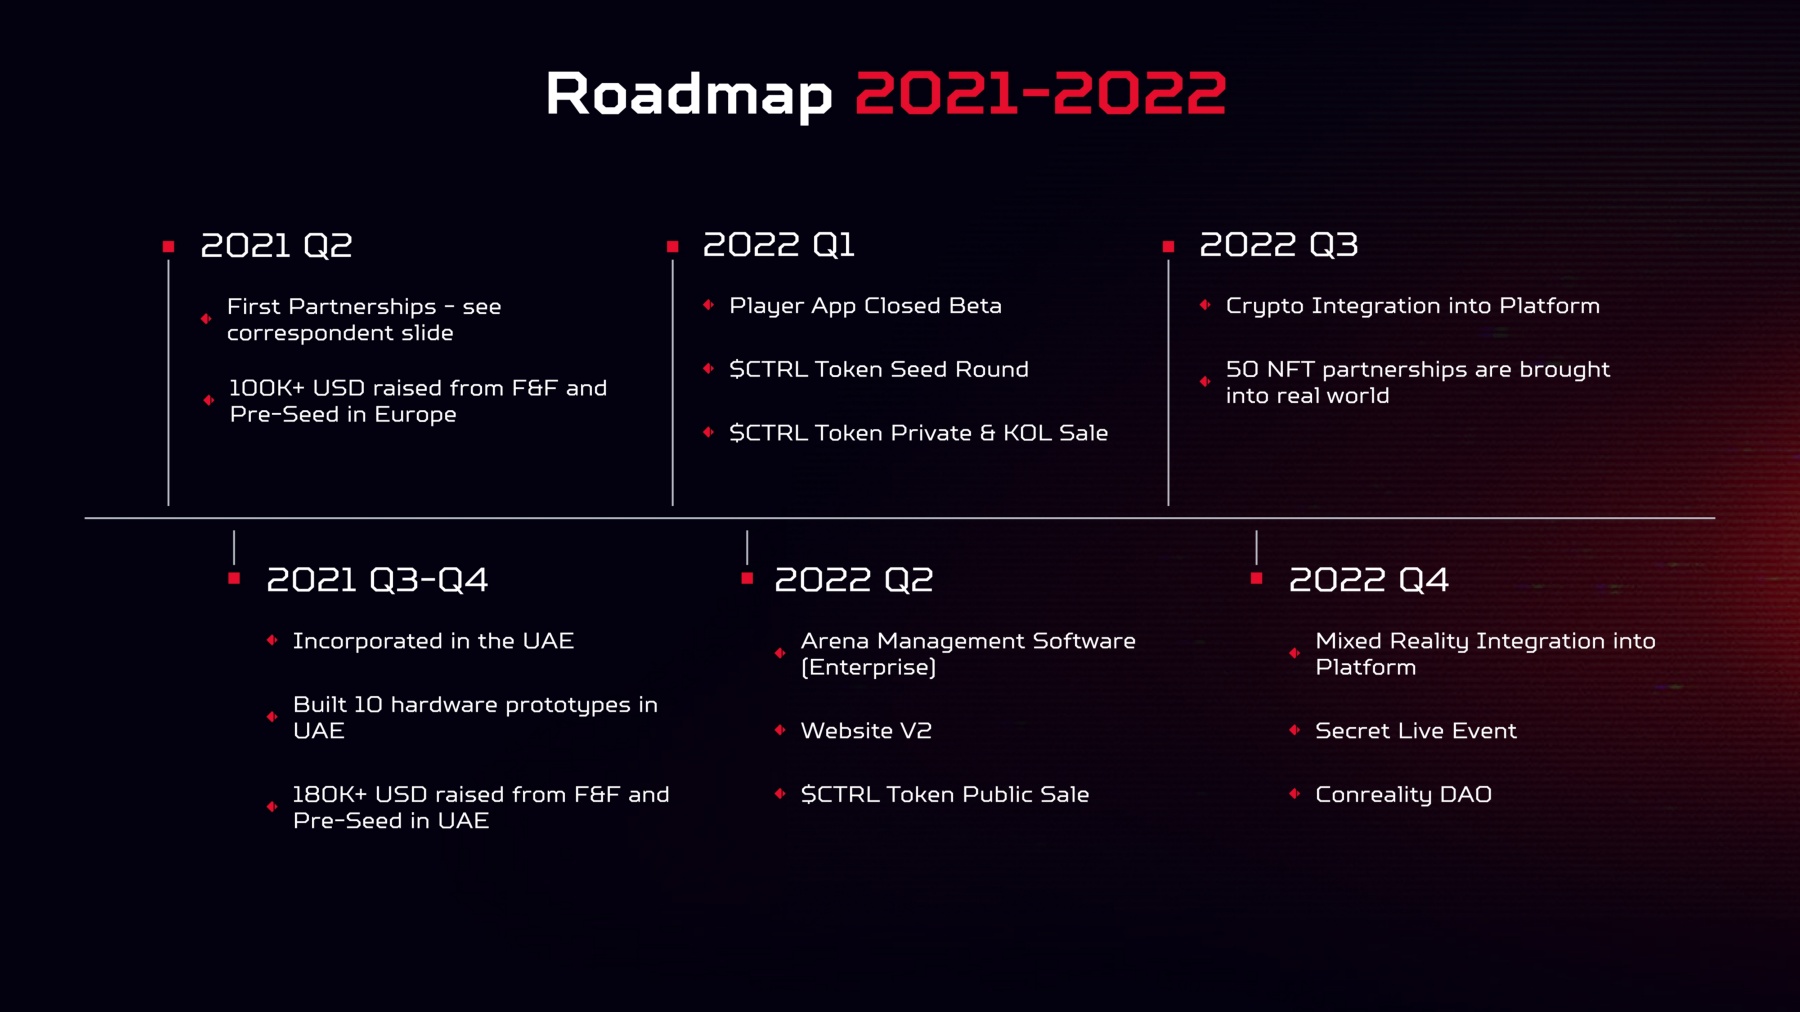 Roadmap 2021-2022
2021 Q2
First Partnerships - see
correspondent slide
100K+ USD raised from F&F and
Pre-Seed in Europe
2022 Q1
Player App Closed Beta
$CTRL Token Seed Round
$CTRL Token Private & KOL Sale
2022 Q3
Crypto Integration into Platform
50 NFT partnerships are brought
into real world
2021 Q3-Q4
Incorporated in the UAE
Built 10 hardware prototypes in
UAE
180K+ USD raised from F&F and
Pre-Seed in UAE
2022 Q2
Arena Management Software
(Enterprise)
Website V2
$CTRL Token Public Sale
2022 Q4
Mixed Reality Integration into
Platform
Secret Live Event
Conreality DAO